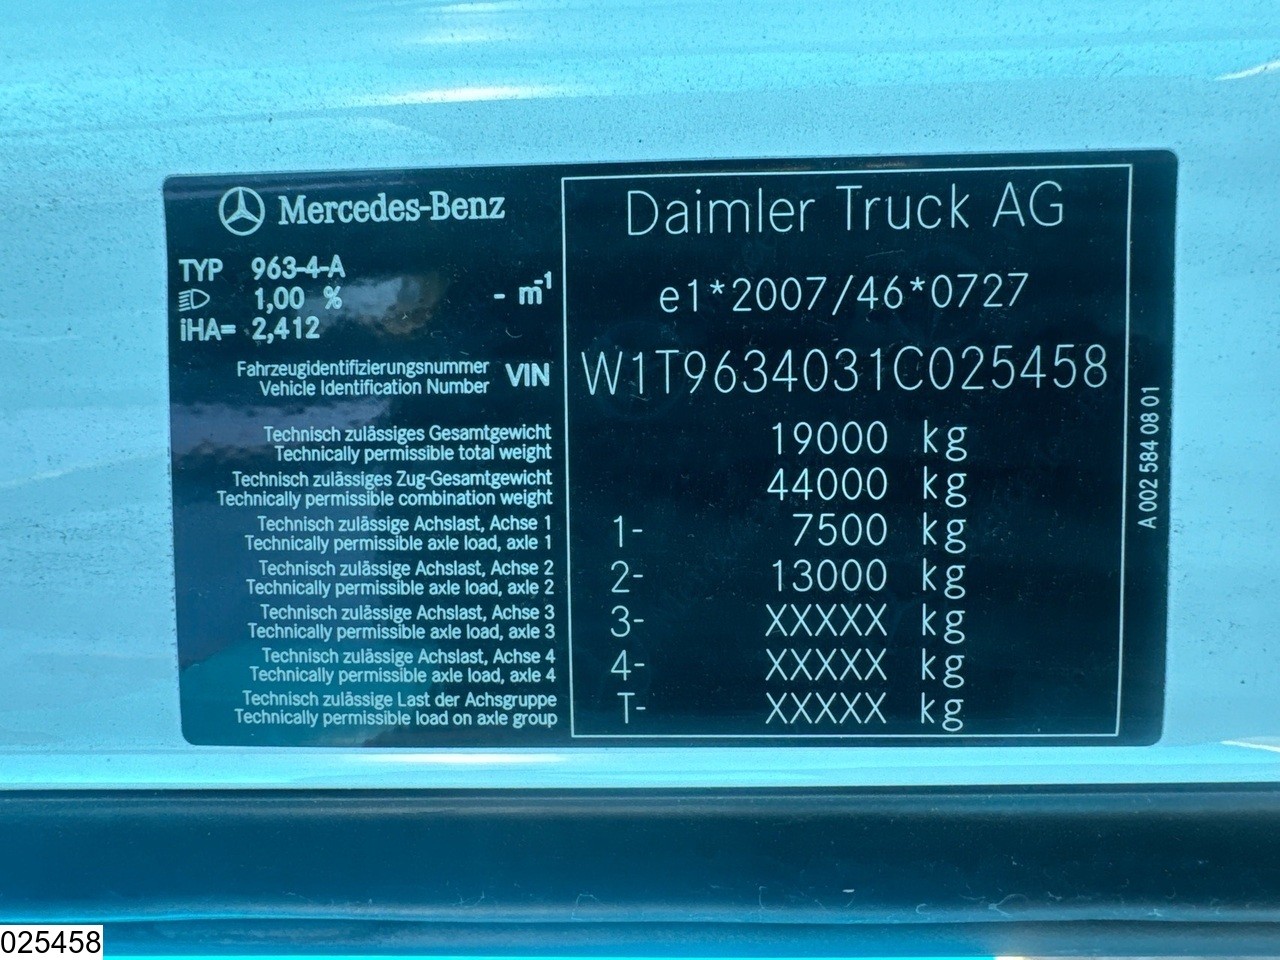 Mercedes-Benz
TYP 963-4-A
1,00 % - m-1
iHA= 2,412
Daimler Truck AG
e1*2007/46*0727
Fahrzeugidentifizierungsnummer
Vehicle Identification Number VIN W1T9634031C025458
Technisch zulässiges Gesamtgewicht
Technically permissible total weight 19000 kg
Technisch zulässiges Zug-Gesamtgewicht
Technically permissible combination weight 44000 kg
Technisch zulässige Achslast, Achse 1
Technically permissible axle load, axle 1 1- 7500 kg
Technisch zulässige Achslast, Achse 2
Technically permissible axle load, axle 2 2- 13000 kg
Technisch zulässige Achslast, Achse 3
Technically permissible axle load, axle 3 3- XXXXX kg
Technisch zulässige Achslast, Achse 4
Technically permissible axle load, axle 4 4- XXXXX kg
Technisch zulässige Last der Achsgruppe
Technically permissible load on axle group T- XXXXX kg
A 002 584 08 01
025458